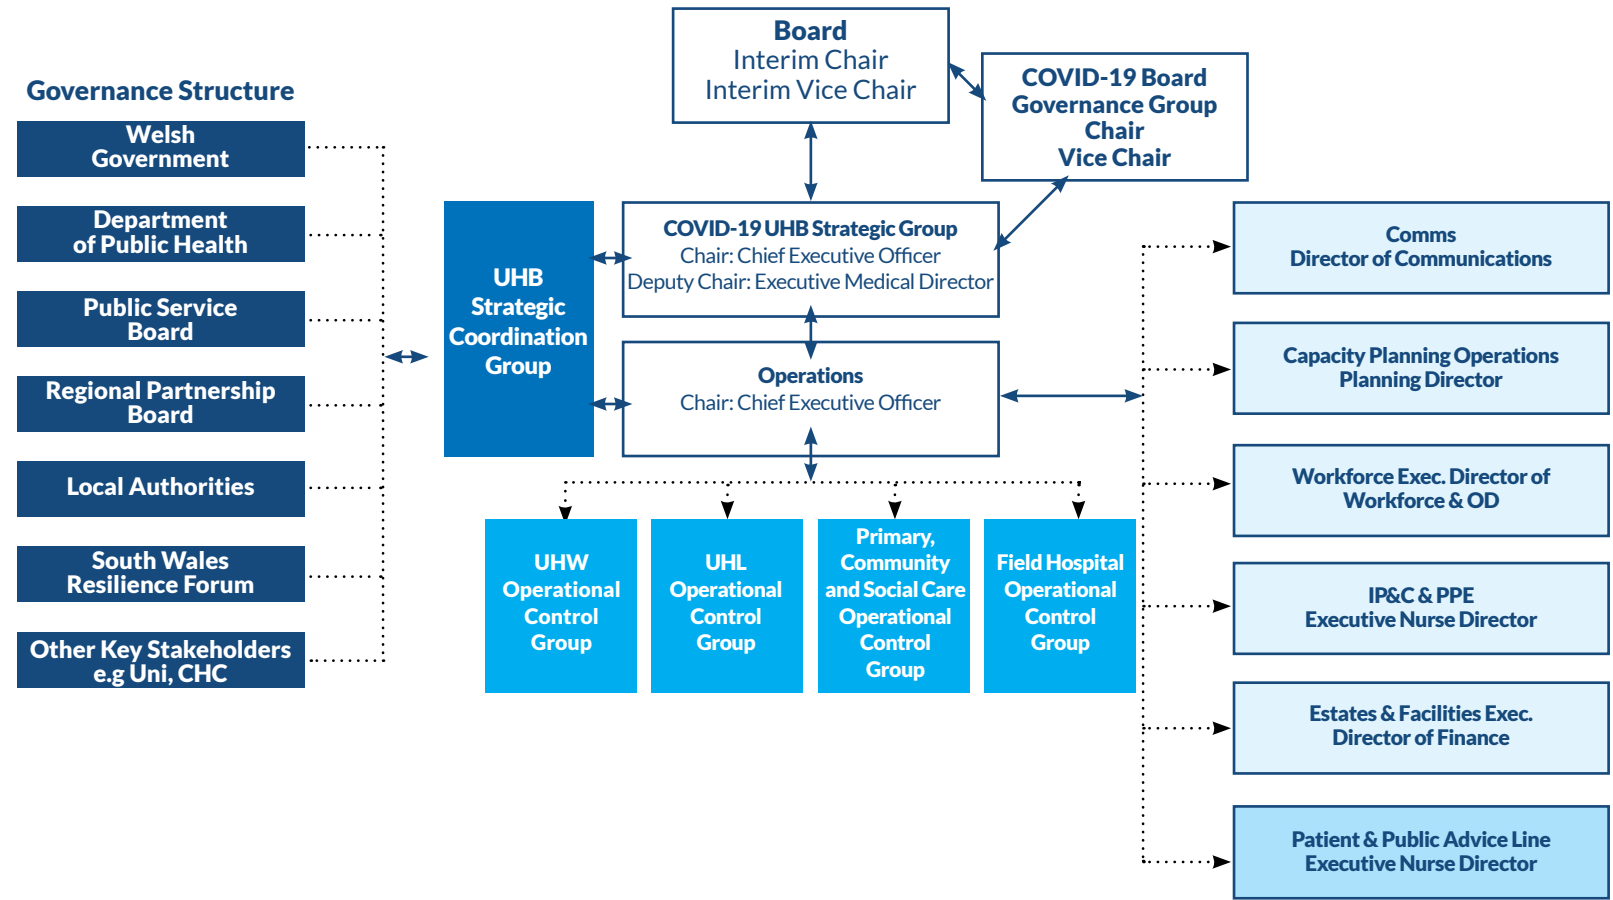 Board
Interim Chair
Interim Vice Chair
COVID-19 Board
Governance Group
Chair
Vice Chair
Governance Structure
Welsh
Government
Department
of Public Health
Public Service
Board
Regional Partnership
Board
Local Authorities
South Wales
Resilience Forum
Other Key Stakeholders
e.g Uni, CHC
UHB
Strategic
Coordination
Group
COVID-19 UHB Strategic Group
Chair: Chief Executive Officer
Deputy Chair: Executive Medical Director
Operations
Chair: Chief Executive Officer
UHW
Operational
Control
Group
UHL
Operational
Control
Group
Primary,
Community
and Social Care
Operational
Control
Group
Field Hospital
Operational
Control
Group
Comms
Director of Communications
Capacity Planning Operations
Planning Director
Workforce Exec. Director of
Workforce & OD
IP&C & PPE
Executive Nurse Director
Estates & Facilities Exec.
Director of Finance
Patient & Public Advice Line
Executive Nurse Director